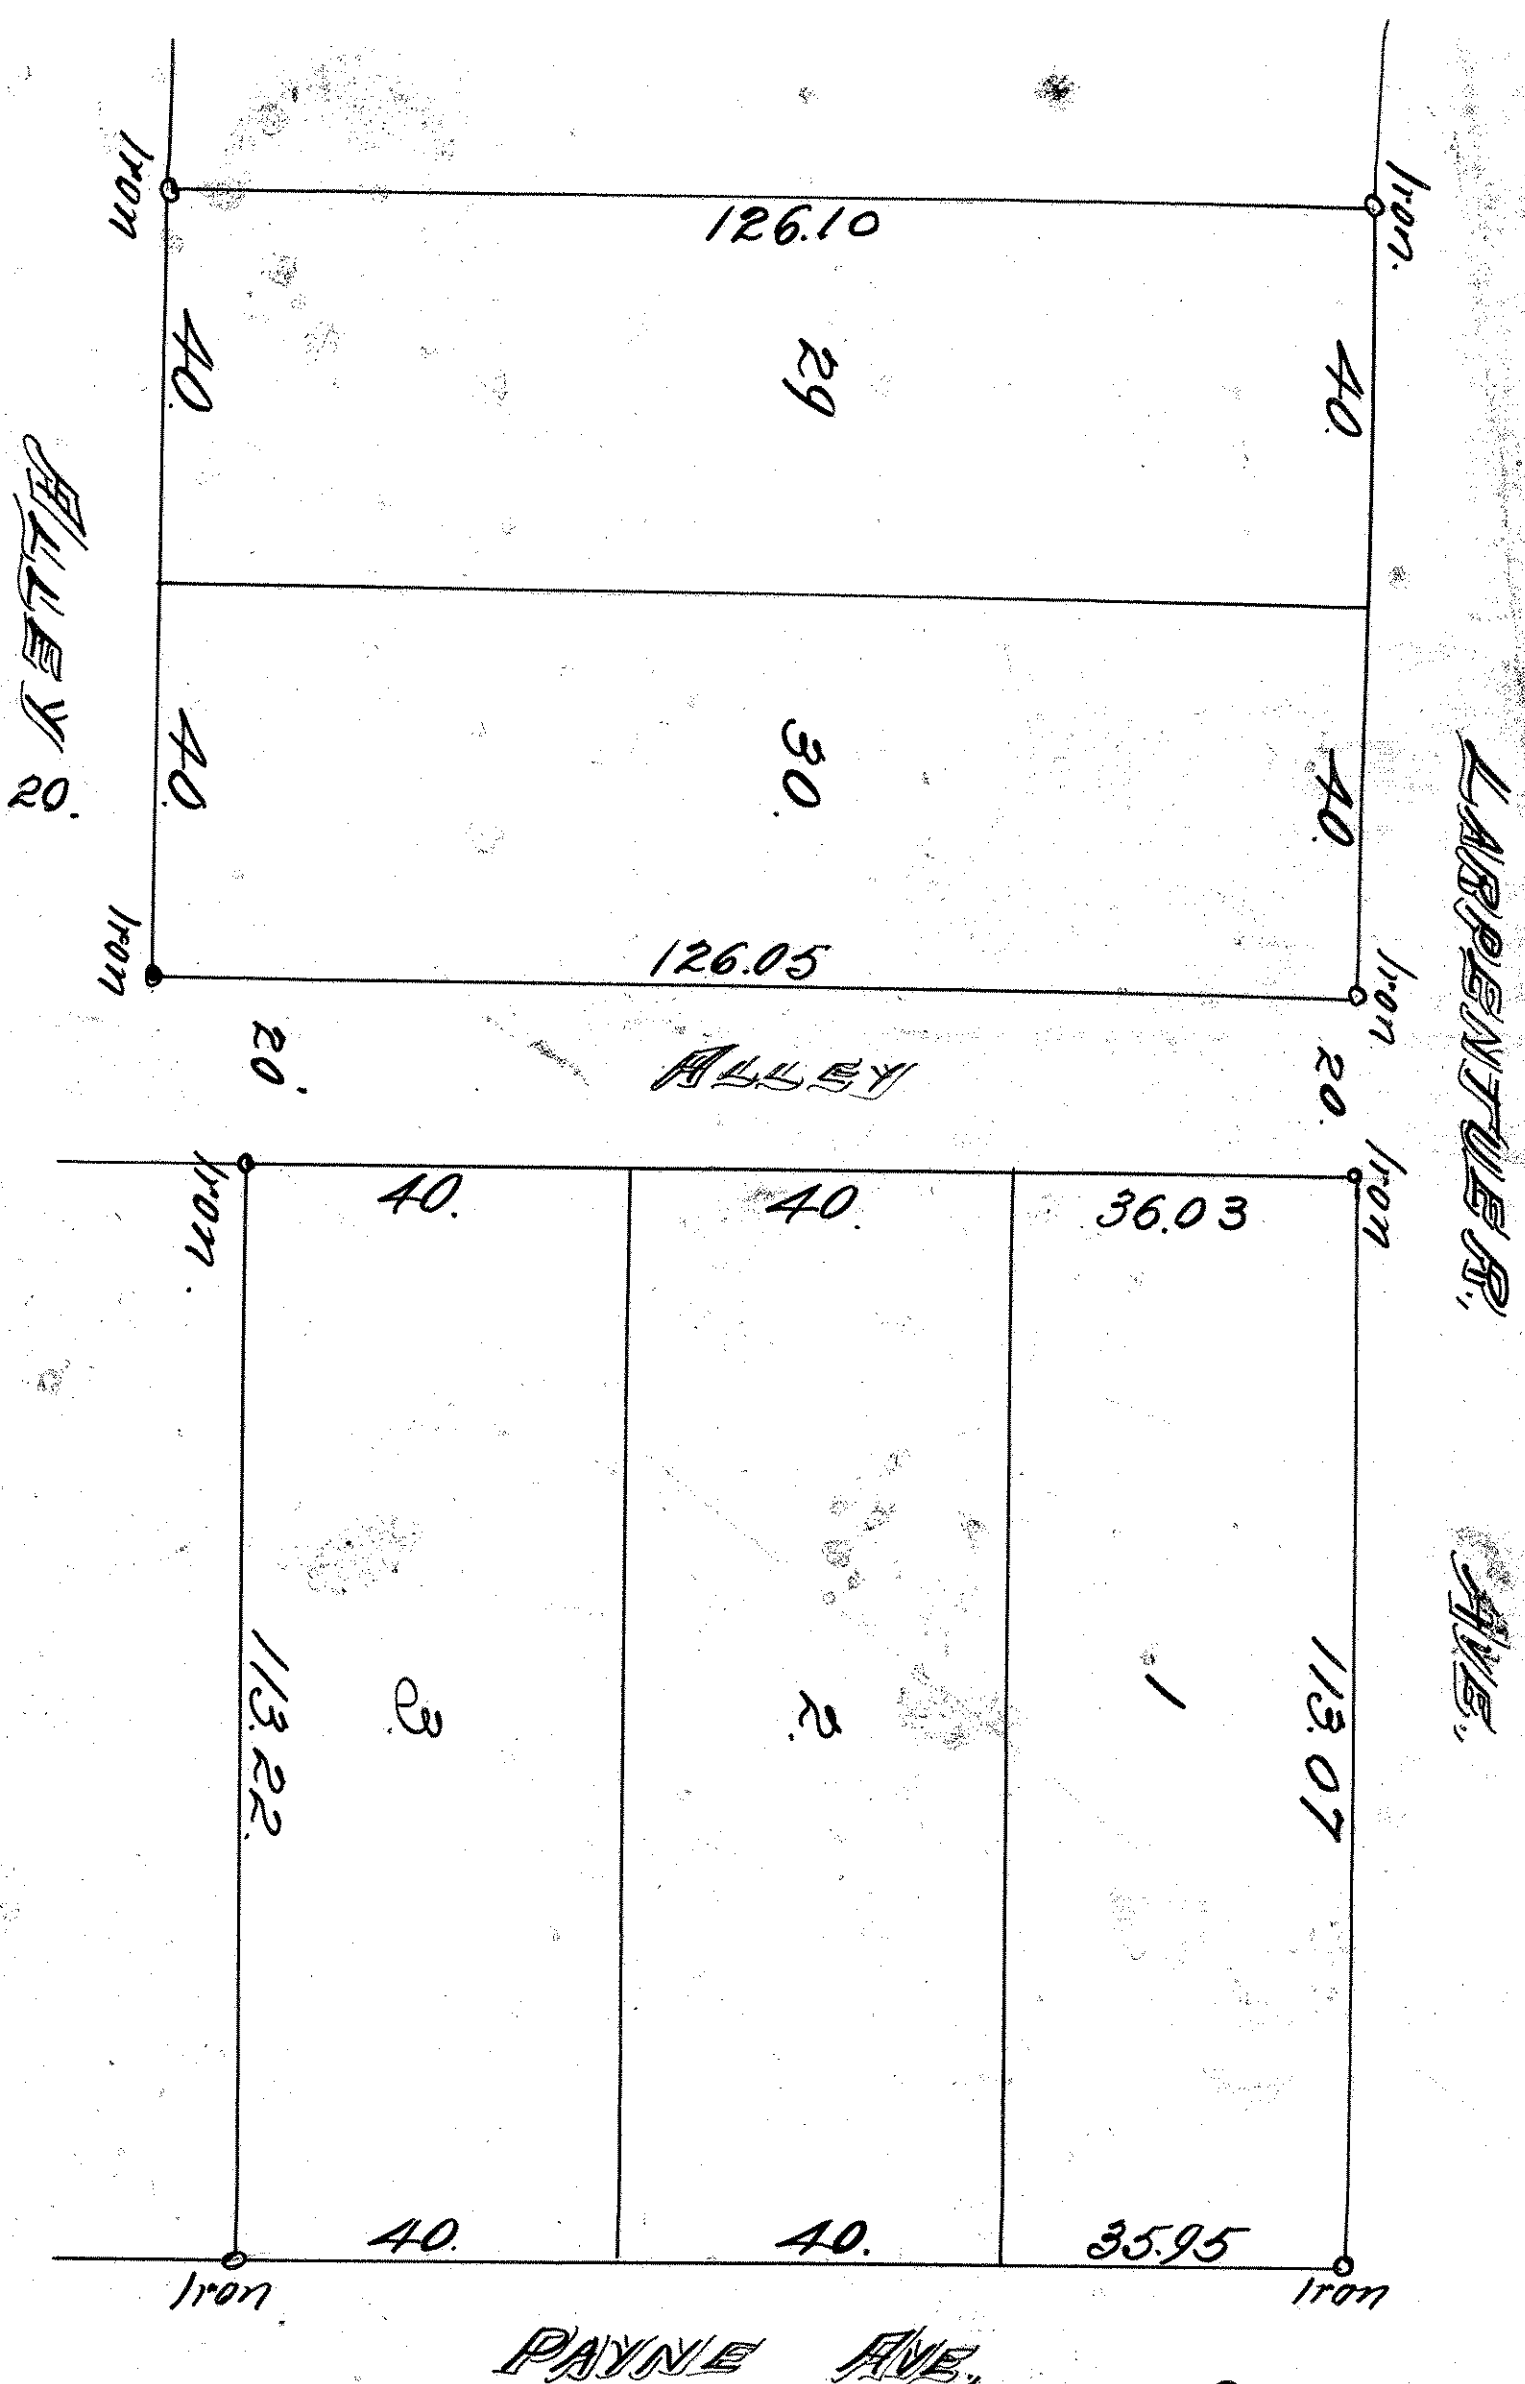 Iron
Iron.
126.10
40.
29
40.
ALLEY
20.
40.
30.
40.
LARPENTUER.
AVE.
Iron
126.05
Iron
20.
ALLEY
20.
Iron.
40.
40.
36.03
Iron
113.22.
3.
2.
1
113.07
40.
40.
35.95
Iron
Iron
PAYNE AVE.